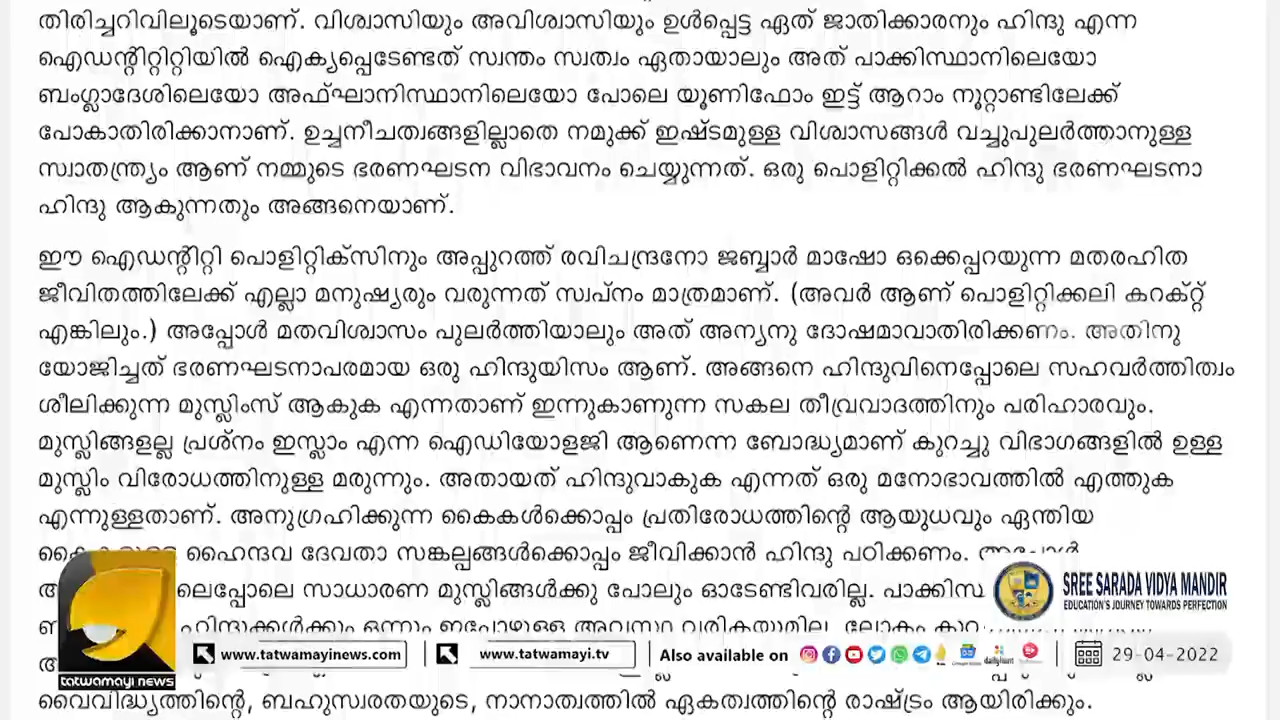 തിരിച്ചറിവിലൂടെയാണ്. വിശ്വാസിയും അവിശ്വാസിയും ഉൾപ്പെട്ട ഏത് ജാതിക്കാരനും ഹിന്ദു എന്ന
ഐഡന്റിറ്റിറ്റിയിൽ ഐക്യപ്പെടേണ്ടത് സ്വന്തം സ്വത്വം ഏതായാലും അത് പാക്കിസ്ഥാനിലെയോ
ബംഗ്ലാദേശിലെയോ അഫ്ഘാനിസ്ഥാനിലെയോ പോലെ യൂണിഫോം ഇട്ട് ആറാം നൂറ്റാണ്ടിലേക്ക്
പോകാതിരിക്കാനാണ്. ഉച്ചനീചത്വങ്ങളില്ലാതെ നമുക്ക് ഇഷ്ടമുള്ള വിശ്വാസങ്ങൾ വച്ചുപുലർത്താനുള്ള
സ്വാതന്ത്ര്യം ആണ് നമ്മുടെ ഭരണഘടന വിഭാവനം ചെയ്യുന്നത്. ഒരു പൊളിറ്റിക്കൽ ഹിന്ദു ഭരണഘടനാ
ഹിന്ദു ആകുന്നതും അങ്ങനെയാണ്.
ഈ ഐഡന്റിറ്റി പൊളിറ്റിക്സിനും അപ്പുറത്ത് രവിചന്ദ്രനോ ജബ്ബാർ മാഷോ ഒക്കെപ്പറയുന്ന മതരഹിത
ജീവിതത്തിലേക്ക് എല്ലാ മനുഷ്യരും വരുന്നത് സ്വപ്നം മാത്രമാണ്. (അവർ ആണ് പൊളിറ്റിക്കലി കറക്റ്റ്
എങ്കിലും.) അപ്പോൾ മതവിശ്വാസം പുലർത്തിയാലും അത് അന്യനു ദോഷമാവാതിരിക്കണം. അതിനു
യോജിച്ചത് ഭരണഘടനാപരമായ ഒരു ഹിന്ദുയിസം ആണ്. അങ്ങനെ ഹിന്ദുവിനെപ്പോലെ സഹവർത്തിത്വം
ശീലിക്കുന്ന മുസ്ലിംസ് ആകുക എന്നതാണ് ഇന്നുകാണുന്ന സകല തീവ്രവാദത്തിനും പരിഹാരവും.
മുസ്ലിങ്ങളല്ല പ്രശ്നം ഇസ്ലാം എന്ന ഐഡിയോളജി ആണെന്ന ബോദ്ധ്യമാണ് കുറച്ചു വിഭാഗങ്ങളിൽ ഉള്ള
മുസ്ലിം വിരോധത്തിനുള്ള മരുന്നും. അതായത് ഹിന്ദുവാകുക എന്നത് ഒരു മനോഭാവത്തിൽ എത്തുക
എന്നുള്ളതാണ്. അനുഗ്രഹിക്കുന്ന കൈകൾക്കൊപ്പം പ്രതിരോധത്തിന്റെ ആയുധവും ഏന്തിയ
ഹൈന്ദവ ദേവതാ സങ്കല്പങ്ങൾക്കൊപ്പം ജീവിക്കാൻ ഹിന്ദു പഠിക്കണം. അപ്പോൾ
ലെപ്പോലെ സാധാരണ മുസ്ലിങ്ങൾക്കു പോലും ഓടേണ്ടിവരില്ല.
ഹിന്ദുക്കൾക്കും ഒന്നും ഇപ്പോഴുള്ള അവസ്ഥ വരികയുമില്ല. ലോകം
വൈവിദ്ധ്യത്തിന്റെ, ബഹുസ്വരതയുടെ, നാനാത്വത്തിൽ ഏകത്വത്തിന്റെ രാഷ്ട്രം ആയിരിക്കും.
SREE SARADA VIDYA MANDIR
EDUCATION'S JOURNEY TOWARDS PERFECTION
tatwamayi news
www.tatwamayinews.com
www.tatwamayi.tv
Also available on
dailyhunt
29-04-2022